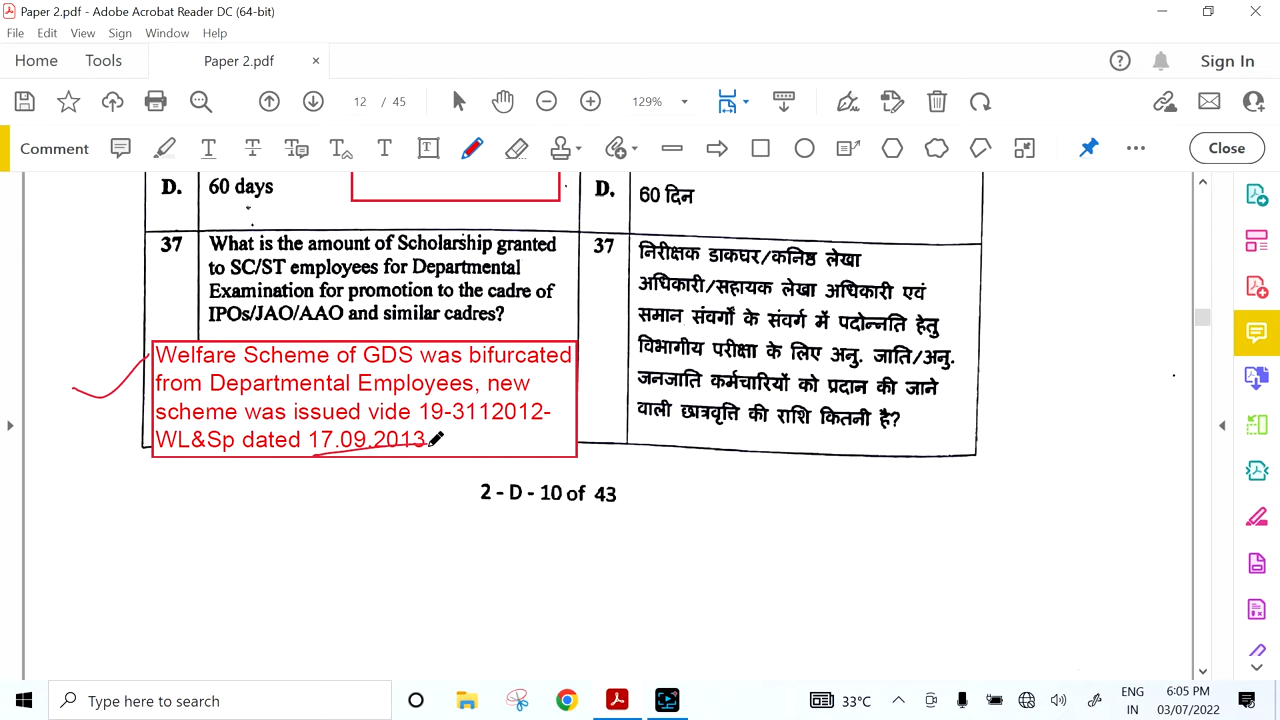 Paper 2.pdf - Adobe Acrobat Reader DC (64-bit)
File Edit View Sign Window Help
Home Tools Paper 2.pdf × Sign In
12 / 45 129%
Comment Close
D. 60 days D. 60 दिन
37 What is the amount of Scholarship granted
to SC/ST employees for Departmental
Examination for promotion to the cadre of
IPOs/JAO/AAO and similar cadres?
Welfare Scheme of GDS was bifurcated
from Departmental Employees, new
scheme was issued vide 19-3112012-
WL&Sp dated 17.09.2013
37 निरीक्षक डाकघर/कनिष्ठ लेखा
अधिकारी/सहायक लेखा अधिकारी एवं
समान संवर्गों के संवर्ग में पदोन्नति हेतु
विभागीय परीक्षा के लिए अनु. जाति/अनु.
जनजाति कर्मचारियों को प्रदान की जाने
वाली छात्रवृत्ति की राशि कितनी है?
2 - D - 10 of 43
Type here to search
33°C ENG 6:05 PM
IN 03/07/2022